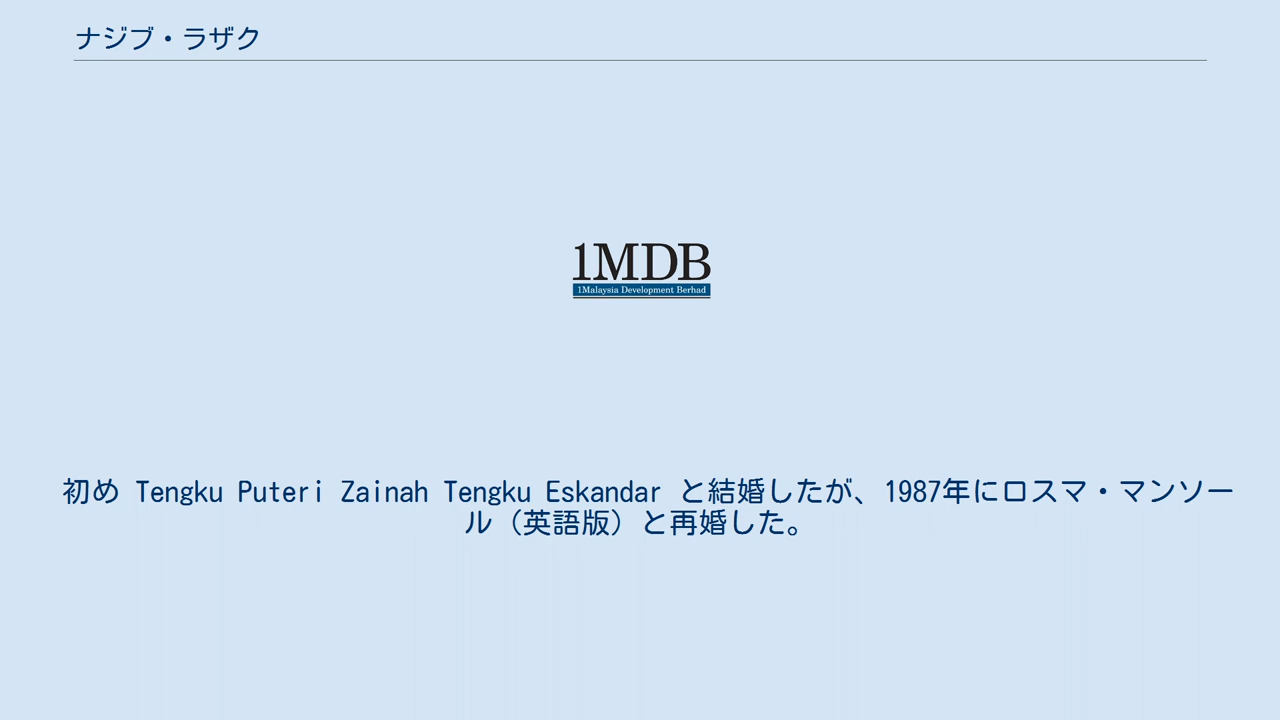 ナジブ・ラザク
1MDB
1Malaysia Development Berhad
初め Tengku Puteri Zainah Tengku Eskandar と結婚したが、1987年にロスマ・マンソー
ル（英語版）と再婚した。